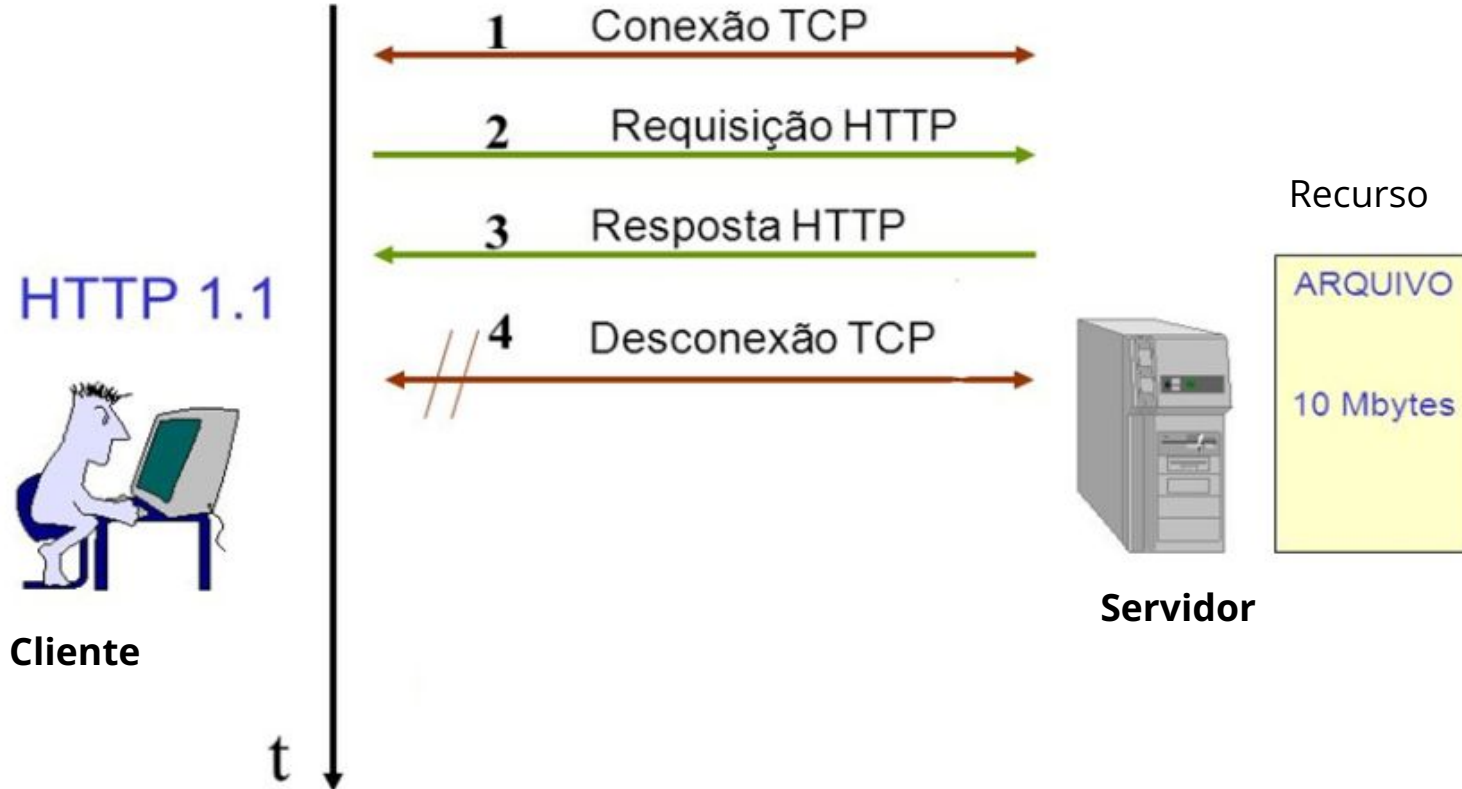 1 Conexão TCP
2 Requisição HTTP
Recurso
3 Resposta HTTP
HTTP 1.1
ARQUIVO
4 Desconexão TCP
10 Mbytes
Servidor
Cliente
t